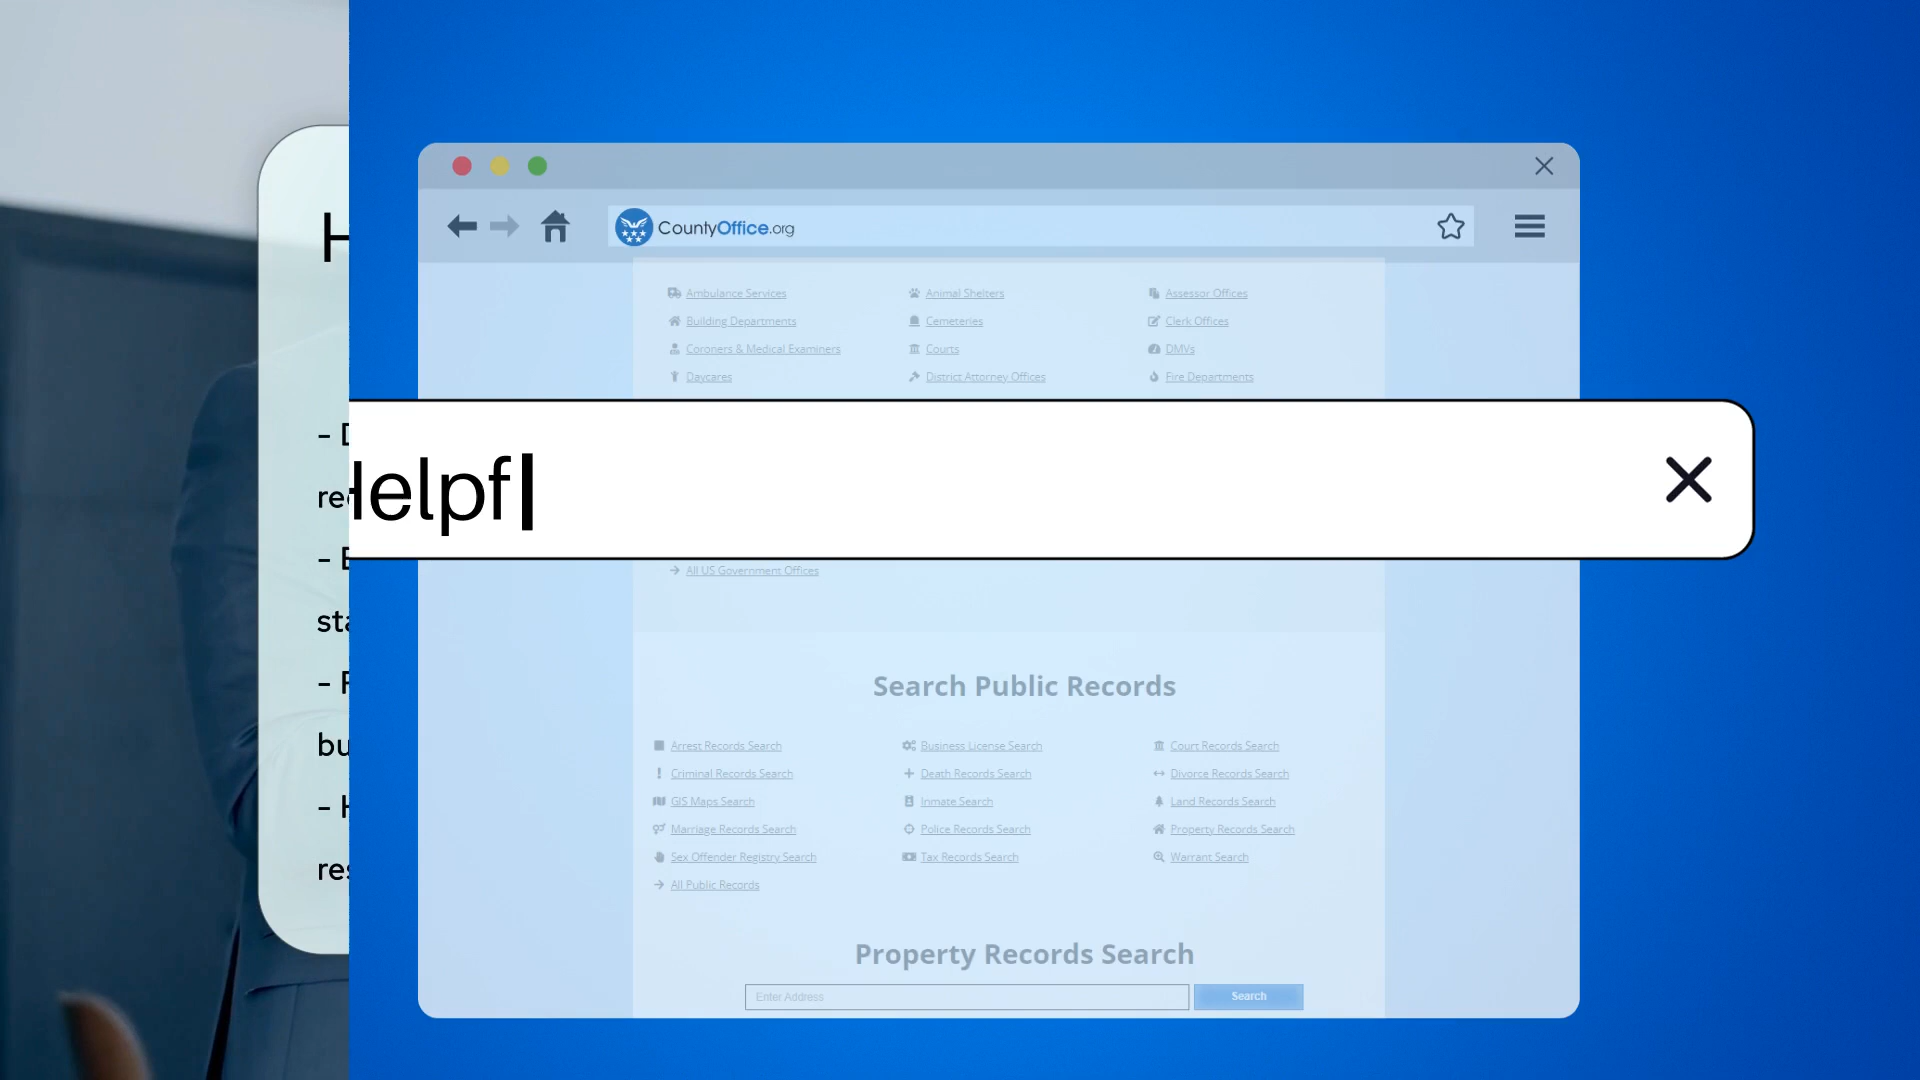 CountyOffice.org
Ambulance Services
Animal Shelters
Assessor Offices
Building Departments
Cemeteries
Clerk Offices
Coroners & Medical Examiners
Courts
DMVs
Daycares
District Attorney Offices
Fire Departments
Helpf
All US Government Offices
Search Public Records
Arrest Records Search
Business License Search
Court Records Search
Criminal Records Search
Death Records Search
Divorce Records Search
GIS Maps Search
Inmate Search
Land Records Search
Marriage Records Search
Police Records Search
Property Records Search
Sex Offender Registry Search
Tax Records Search
Warrant Search
All Public Records
Property Records Search
Enter Address
Search